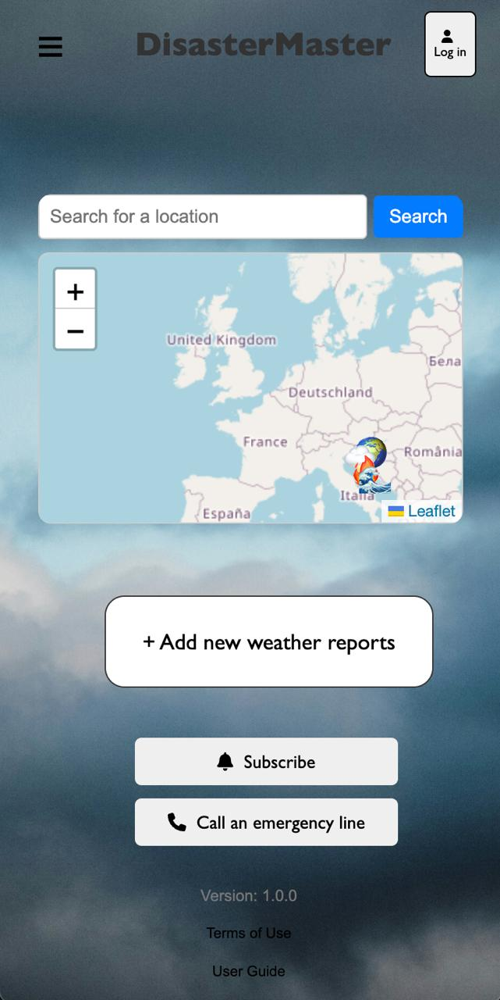 DisasterMaster
Log in
Search for a location
Search
+
−
United Kingdom
Бела
Deutschland
France
România
Italia
España
Leaflet
+ Add new weather reports
Subscribe
Call an emergency line
Version: 1.0.0
Terms of Use
User Guide